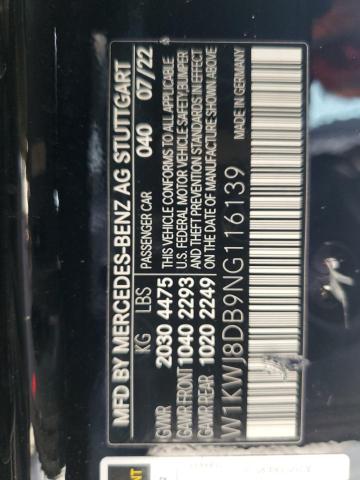 MFD BY MERCEDES-BENZ AG STUTTGART
KG LBS PASSENGER CAR 040 07/22
GVWR 2030 4475
GAWR FRONT 1040 2293
GAWR REAR 1020 2249
THIS VEHICLE CONFORMS TO ALL APPLICABLE
U.S. FEDERAL MOTOR VEHICLE SAFETY, BUMPER
AND THEFT PREVENTION STANDARDS IN EFFECT ON
THE DATE OF MANUFACTURE SHOWN ABOVE
W1KWJ8DB9NG116139
MADE IN GERMANY